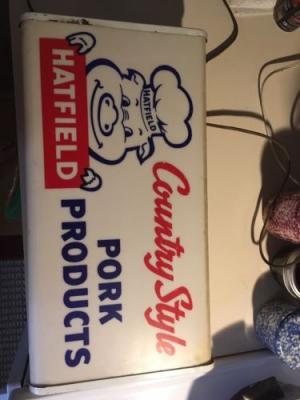 HATFIELD
HATFIELD
Country Style
PORK
PRODUCTS